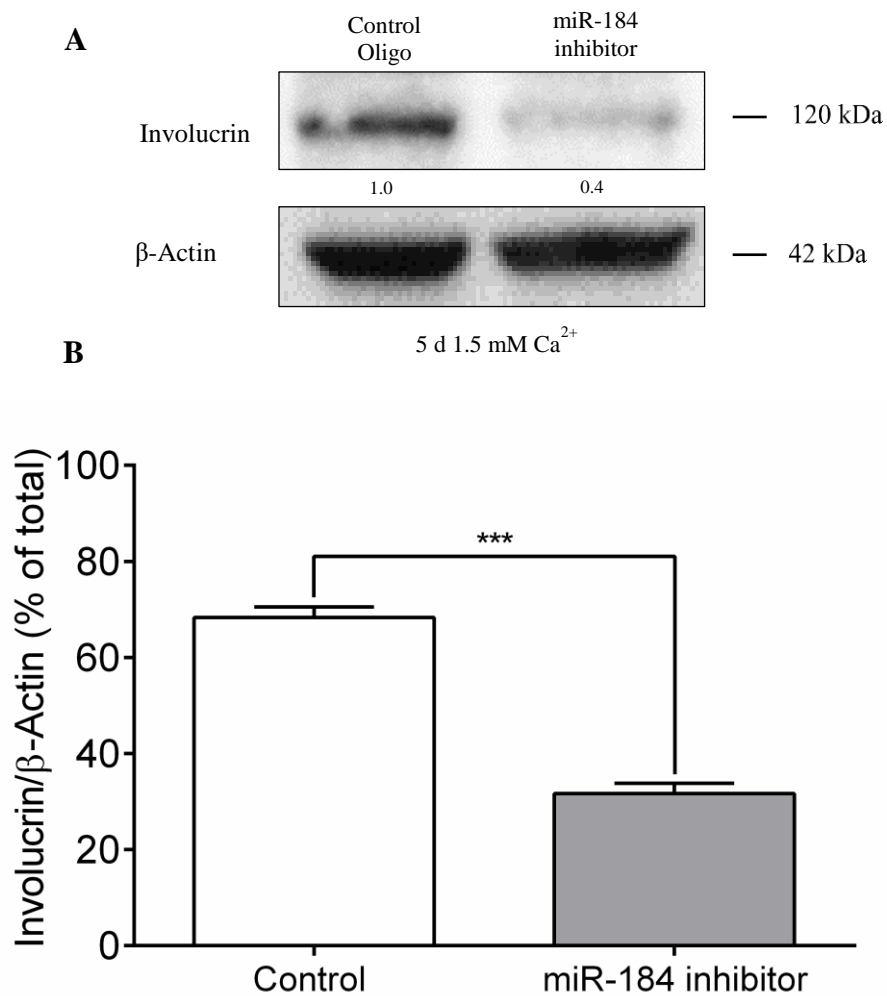 A
Control
Oligo
miR-184
inhibitor
Involucrin
120 kDa
1.0
0.4
β-Actin
42 kDa
5 d 1.5 mM Ca²⁺
B
Involucrin/β-Actin (% of total)
100
80
60
40
20
0
***
Control
miR-184 inhibitor